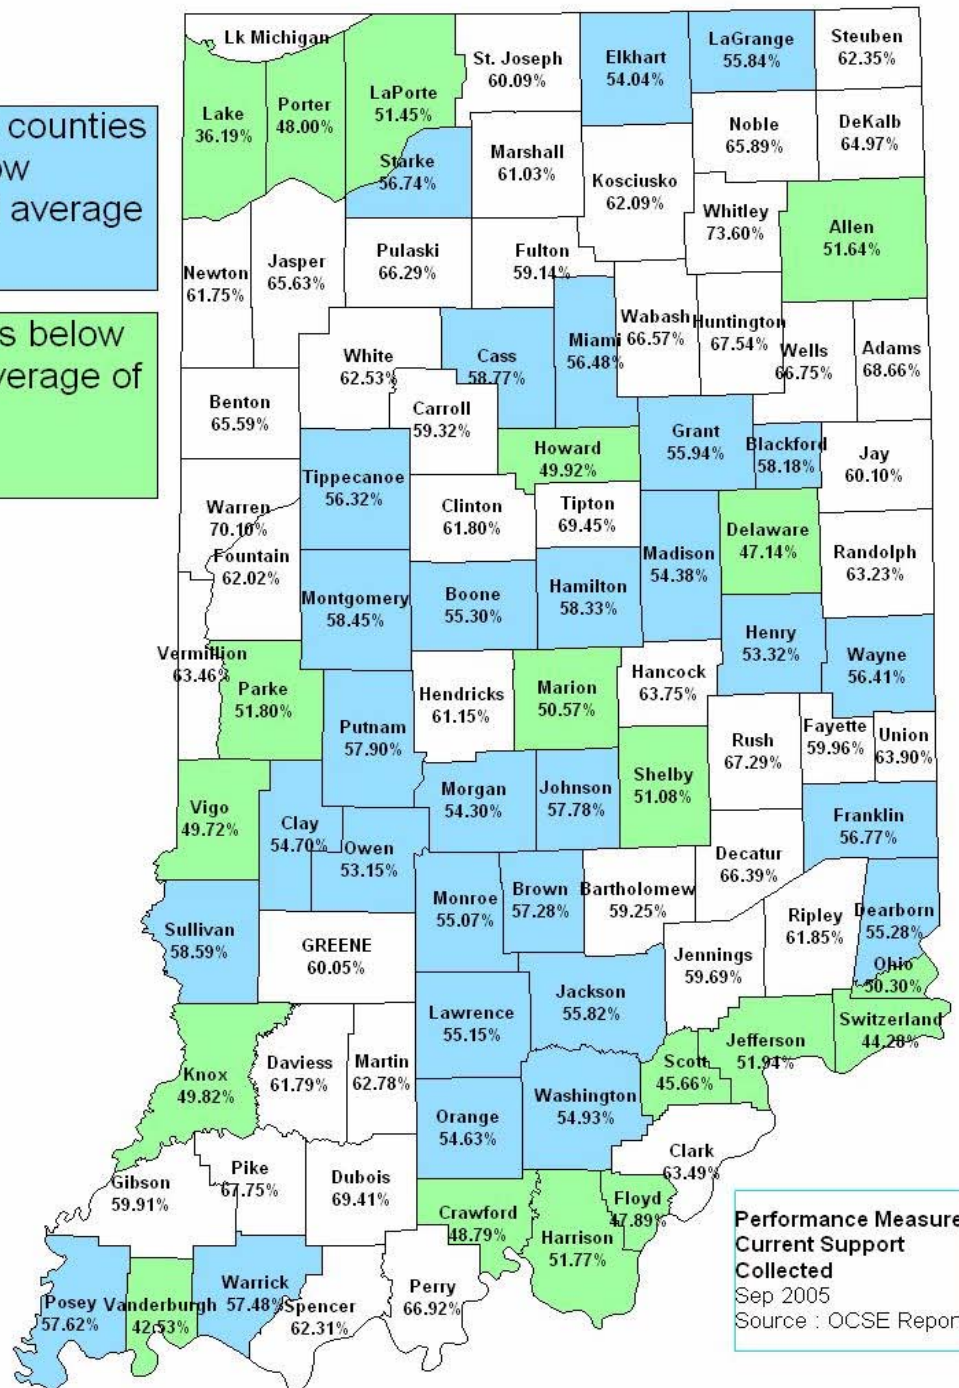 counties
ow
average
s below
verage of
Lk Michigan
St. Joseph
60.09%
Elkhart
54.04%
LaGrange
55.84%
Steuben
62.35%
Lake
36.19%
Porter
48.00%
LaPorte
51.45%
Starke
56.74%
Marshall
61.03%
Kosciusko
62.09%
Noble
65.89%
DeKalb
64.97%
Whitley
73.60%
Allen
51.64%
Newton
61.75%
Jasper
65.63%
Pulaski
66.29%
Fulton
59.14%
White
62.53%
Cass
58.77%
Miami
56.48%
Wabash
66.57%
Huntington
67.54%
Wells
66.75%
Adams
68.66%
Benton
65.59%
Carroll
59.32%
Howard
49.92%
Grant
55.94%
Blackford
58.18%
Jay
60.10%
Tippecanoe
56.32%
Warren
70.10%
Clinton
61.80%
Tipton
69.45%
Delaware
47.14%
Randolph
63.23%
Fountain
62.02%
Montgomery
58.45%
Boone
55.30%
Hamilton
58.33%
Madison
54.38%
Henry
53.32%
Wayne
56.41%
Vermillion
63.46%
Parke
51.80%
Putnam
57.90%
Hendricks
61.15%
Marion
50.57%
Hancock
63.75%
Rush
67.29%
Fayette
59.96%
Union
63.90%
Vigo
49.72%
Clay
54.70%
Owen
53.15%
Morgan
54.30%
Johnson
57.78%
Shelby
51.08%
Franklin
56.77%
Decatur
66.39%
Sullivan
58.59%
GREENE
60.05%
Monroe
55.07%
Brown
57.28%
Bartholomew
59.25%
Jennings
59.69%
Ripley
61.85%
Dearborn
55.28%
Ohio
50.30%
Lawrence
55.15%
Jackson
55.82%
Switzerland
44.28%
Jefferson
51.94%
Scott
45.66%
Knox
49.82%
Daviess
61.79%
Martin
62.78%
Orange
54.63%
Washington
54.93%
Clark
63.49%
Gibson
59.91%
Pike
67.75%
Dubois
69.41%
Crawford
48.79%
Harrison
51.77%
Floyd
47.89%
Posey
57.62%
Vanderburgh
42.53%
Warrick
57.48%
Spencer
62.31%
Perry
66.92%
Performance Measure
Current Support
Collected
Sep 2005
Source : OCSE Repor